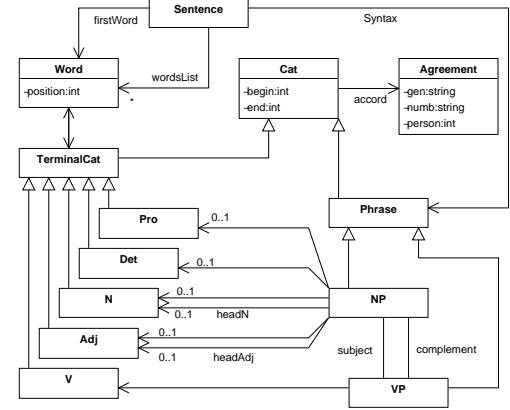 Sentence
firstWord
Syntax
Word
-position:int
wordsList
*
Cat
-begin:int
-end:int
accord
Agreement
-gen:string
-numb:string
-person:int
TerminalCat
Pro
0..1
Phrase
Det
0..1
N
0..1
0..1
headN
NP
Adj
0..1
0..1
headAdj
subject
complement
V
VP